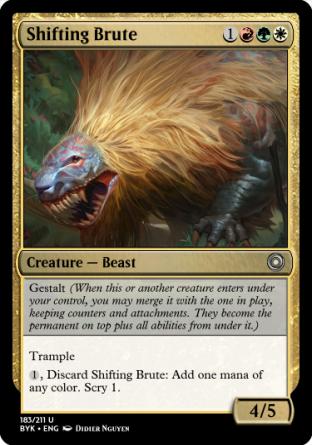 Shifting Brute 1
Creature — Beast
Gestalt (When this or another creature enters under
your control, you may merge it with the one in play,
keeping counters and attachments. They become the
permanent on top plus all abilities from under it.)
Trample
1, Discard Shifting Brute: Add one mana of
any color. Scry 1.
183/211 U
BYK • ENG Didier Nguyen
4/5